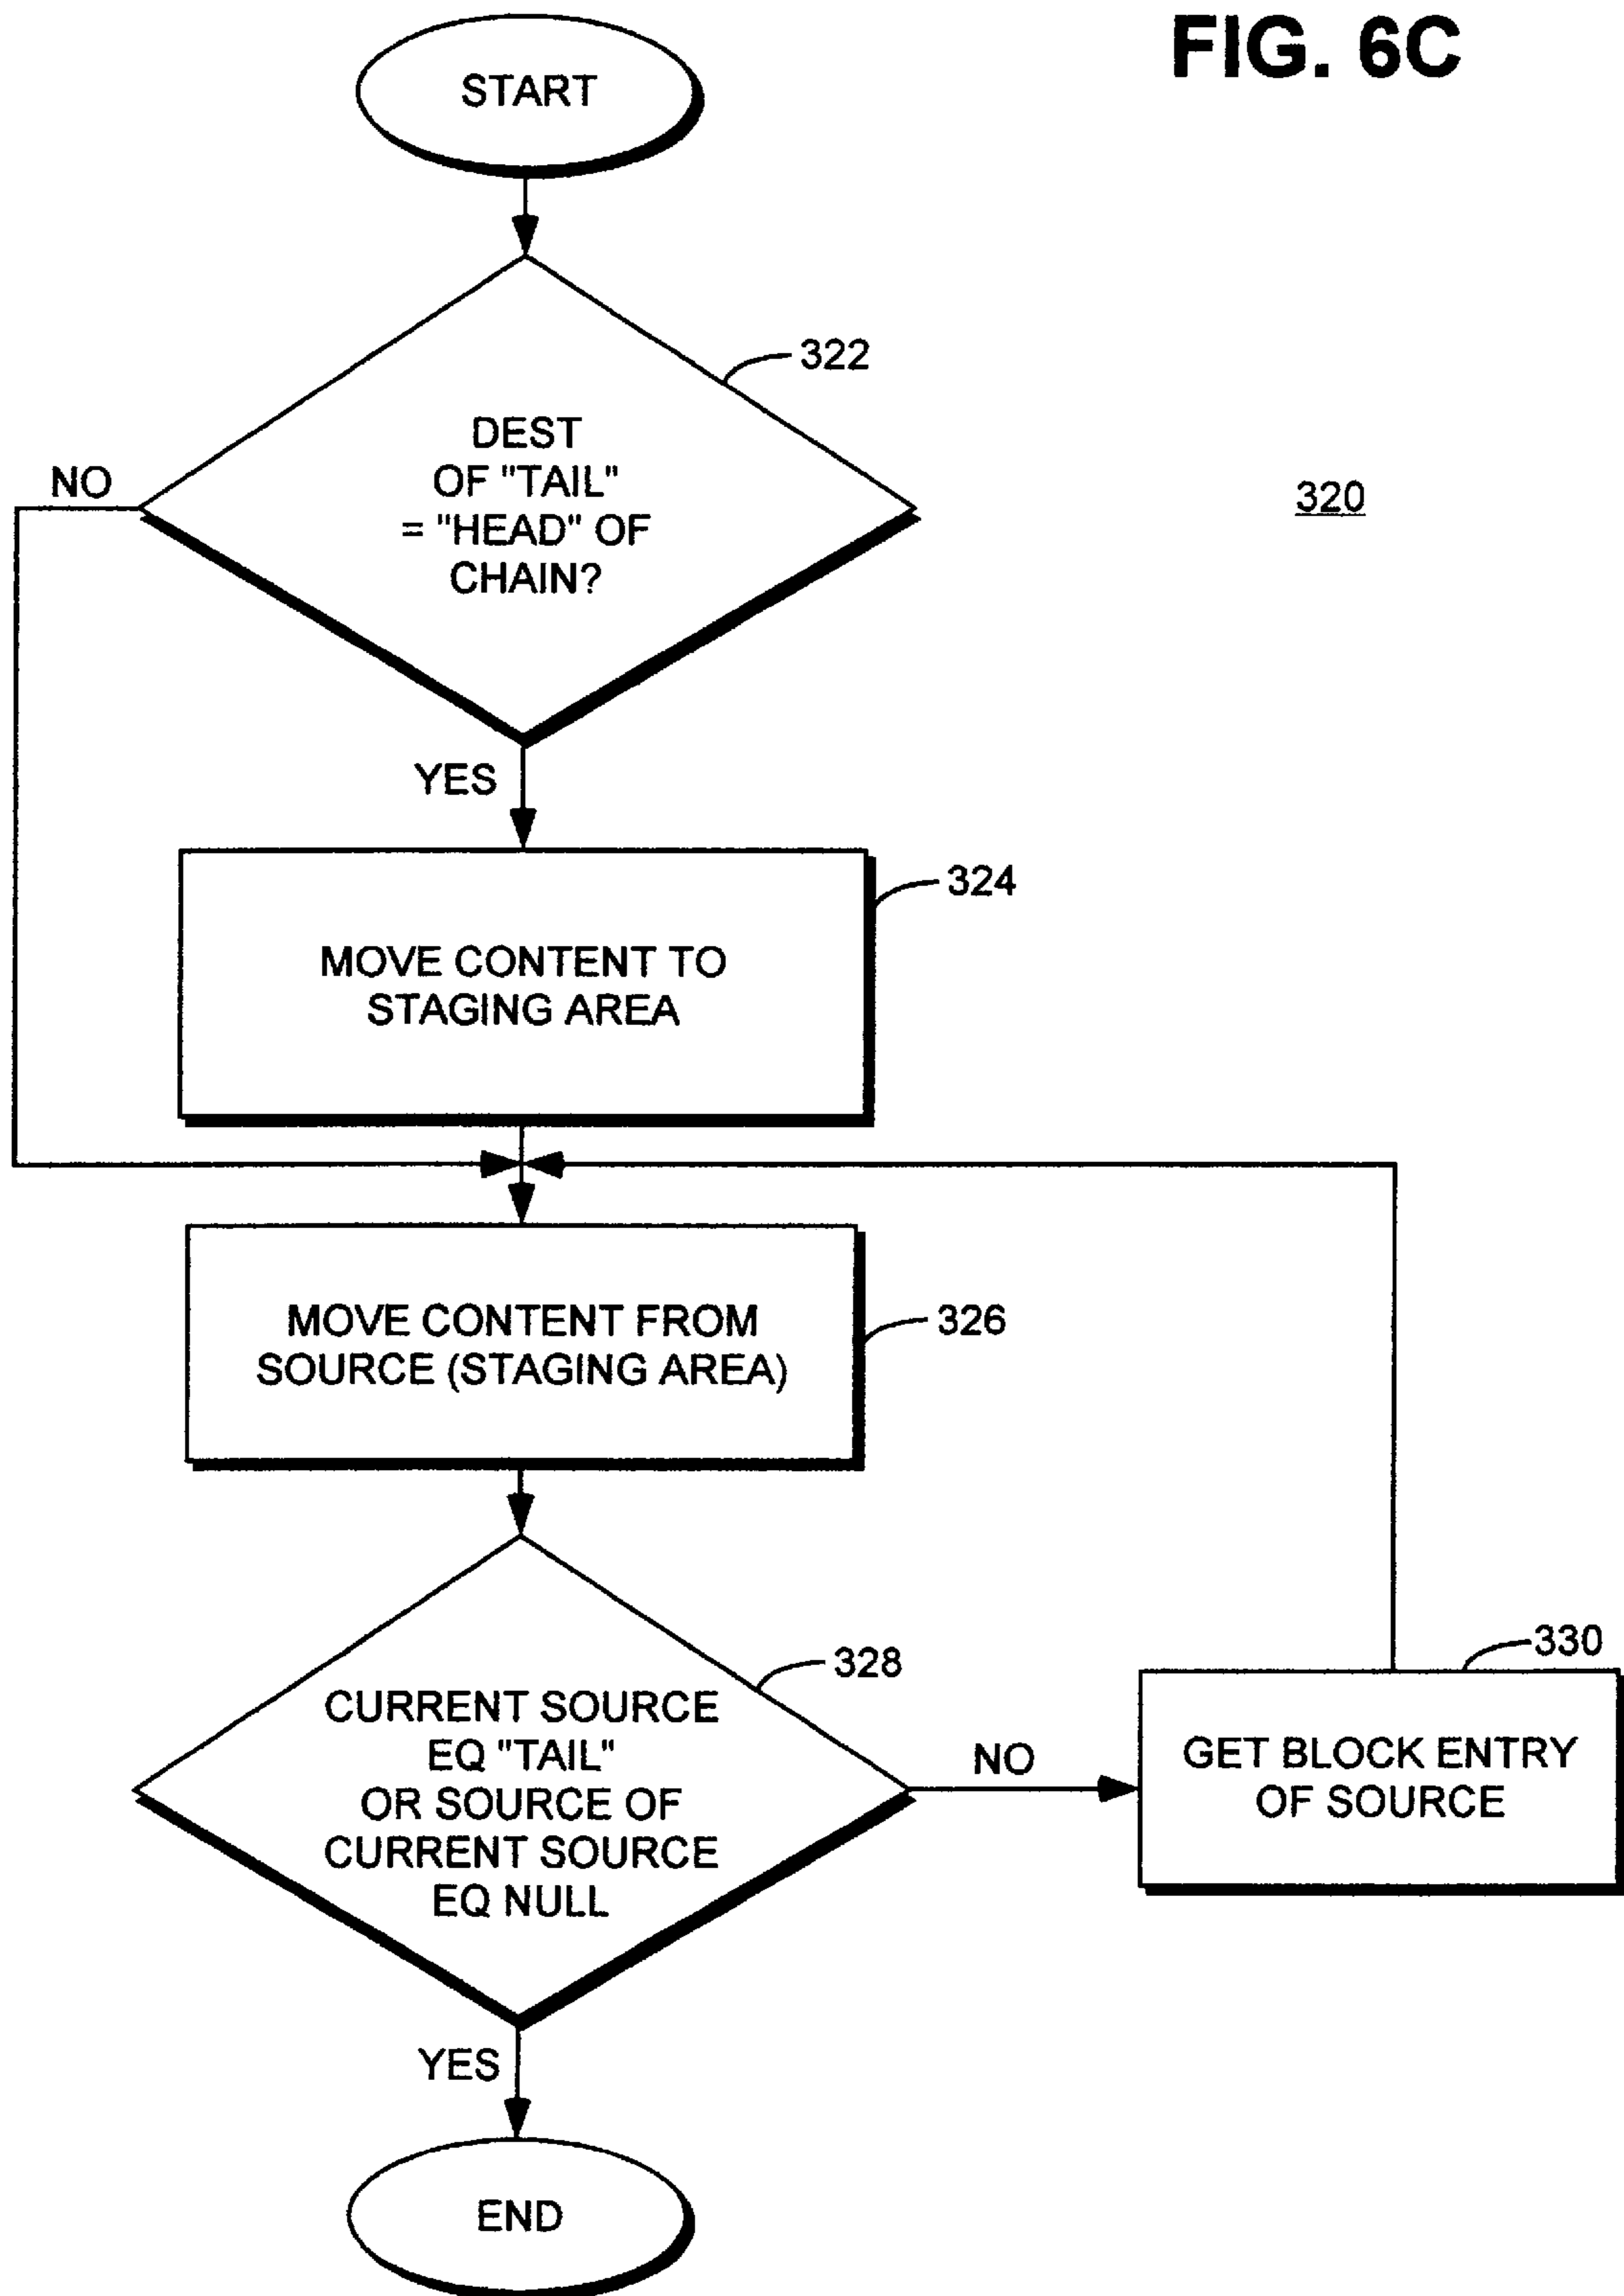 FIG. 6C
START
322
DEST
OF "TAIL"
= "HEAD" OF
CHAIN?
NO
320
YES
324
MOVE CONTENT TO
STAGING AREA
MOVE CONTENT FROM
SOURCE (STAGING AREA)
326
328
CURRENT SOURCE
EQ "TAIL"
OR SOURCE OF
CURRENT SOURCE
EQ NULL
NO
330
GET BLOCK ENTRY
OF SOURCE
YES
END